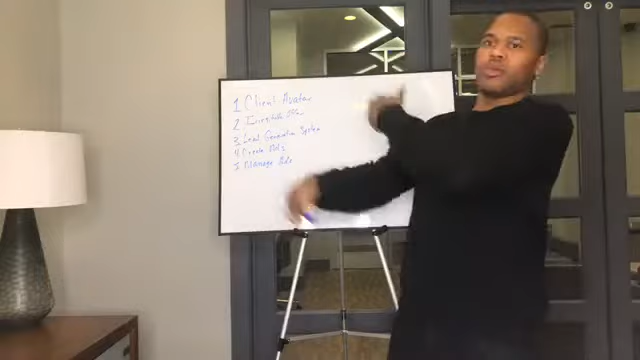 1 Client Avatar
2 Irresistible Offer
3 Lead Generation System
4 Create Ads
5 Manage Ads